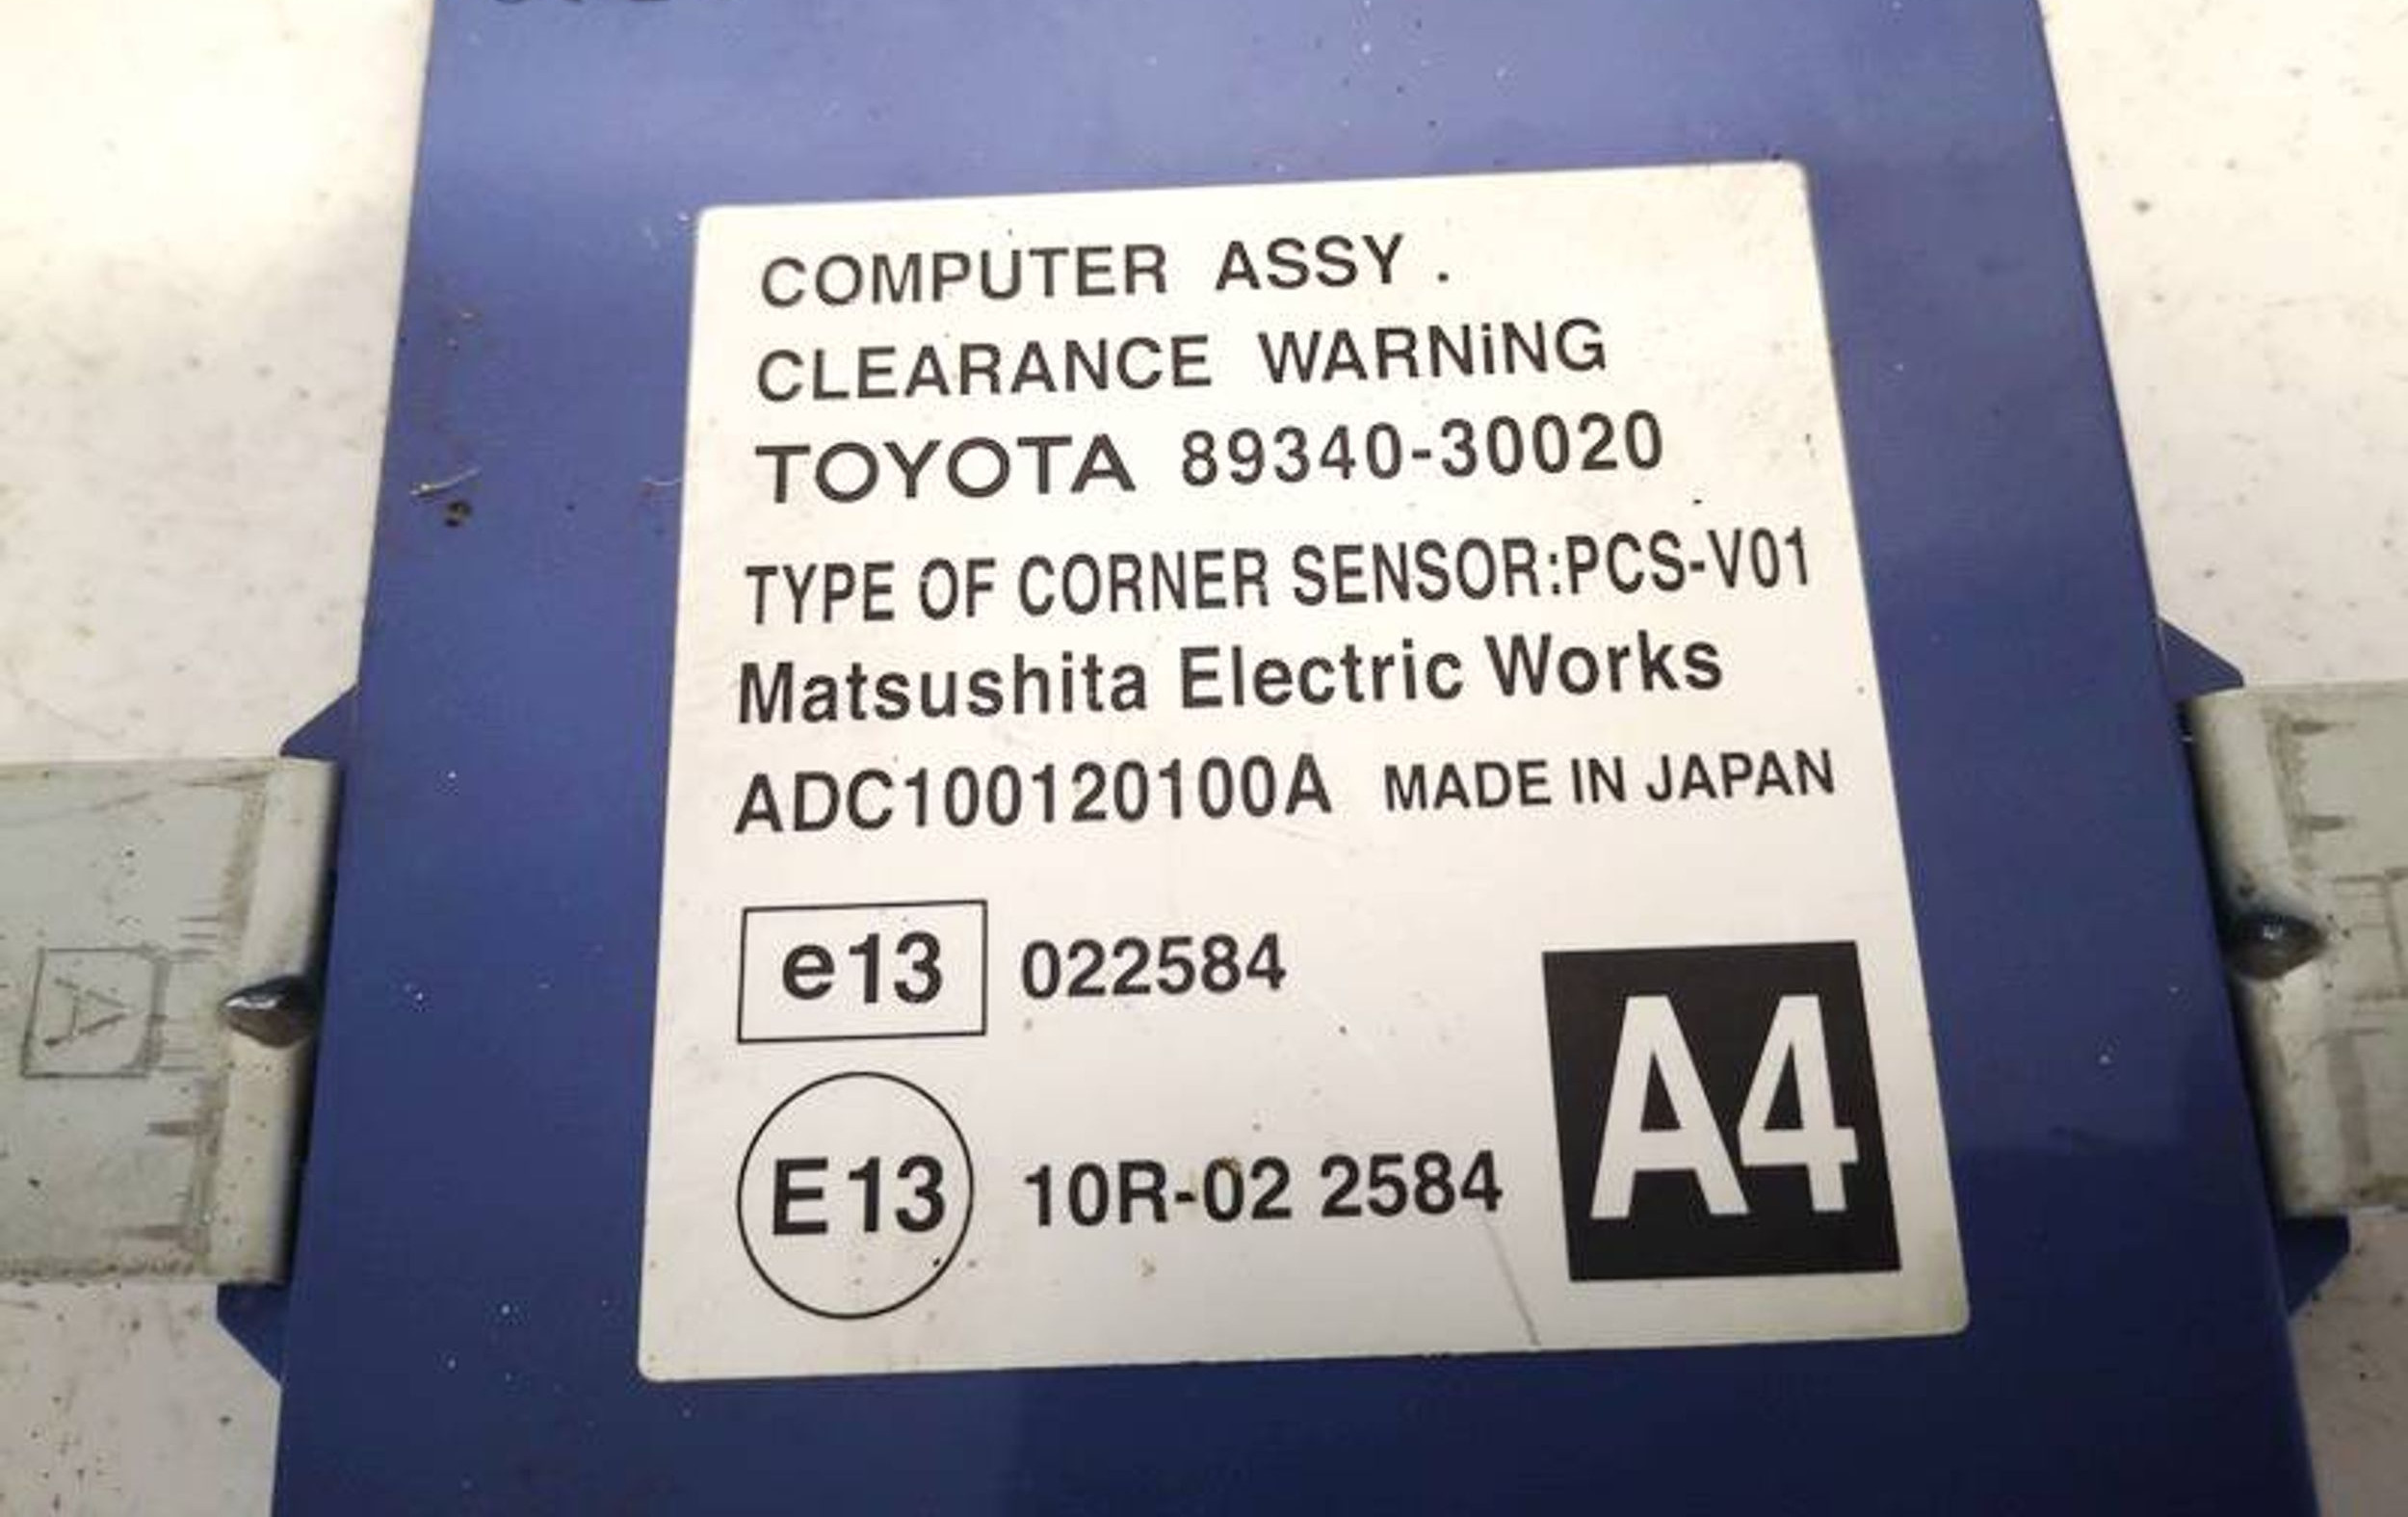 COMPUTER ASSY.
CLEARANCE WARNiNG
TOYOTA 89340-30020
TYPE OF CORNER SENSOR:PCS-V01
Matsushita Electric Works
ADC100120100A MADE IN JAPAN
e13 022584
E13 10R-02 2584
A4
A